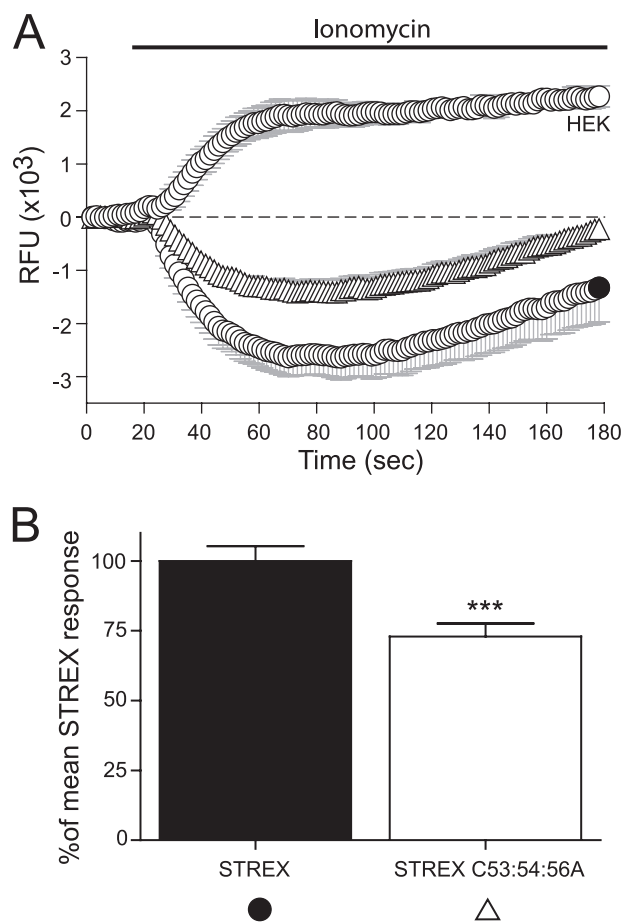 A
Ionomycin
3
2
1
0
-1
-2
-3
RFU (x10³)
HEK
0 20 40 60 80 100 120 140 160 180
Time (sec)
B
100
75
50
25
0
%of mean STREX response
***
STREX STREX C53:54:56A